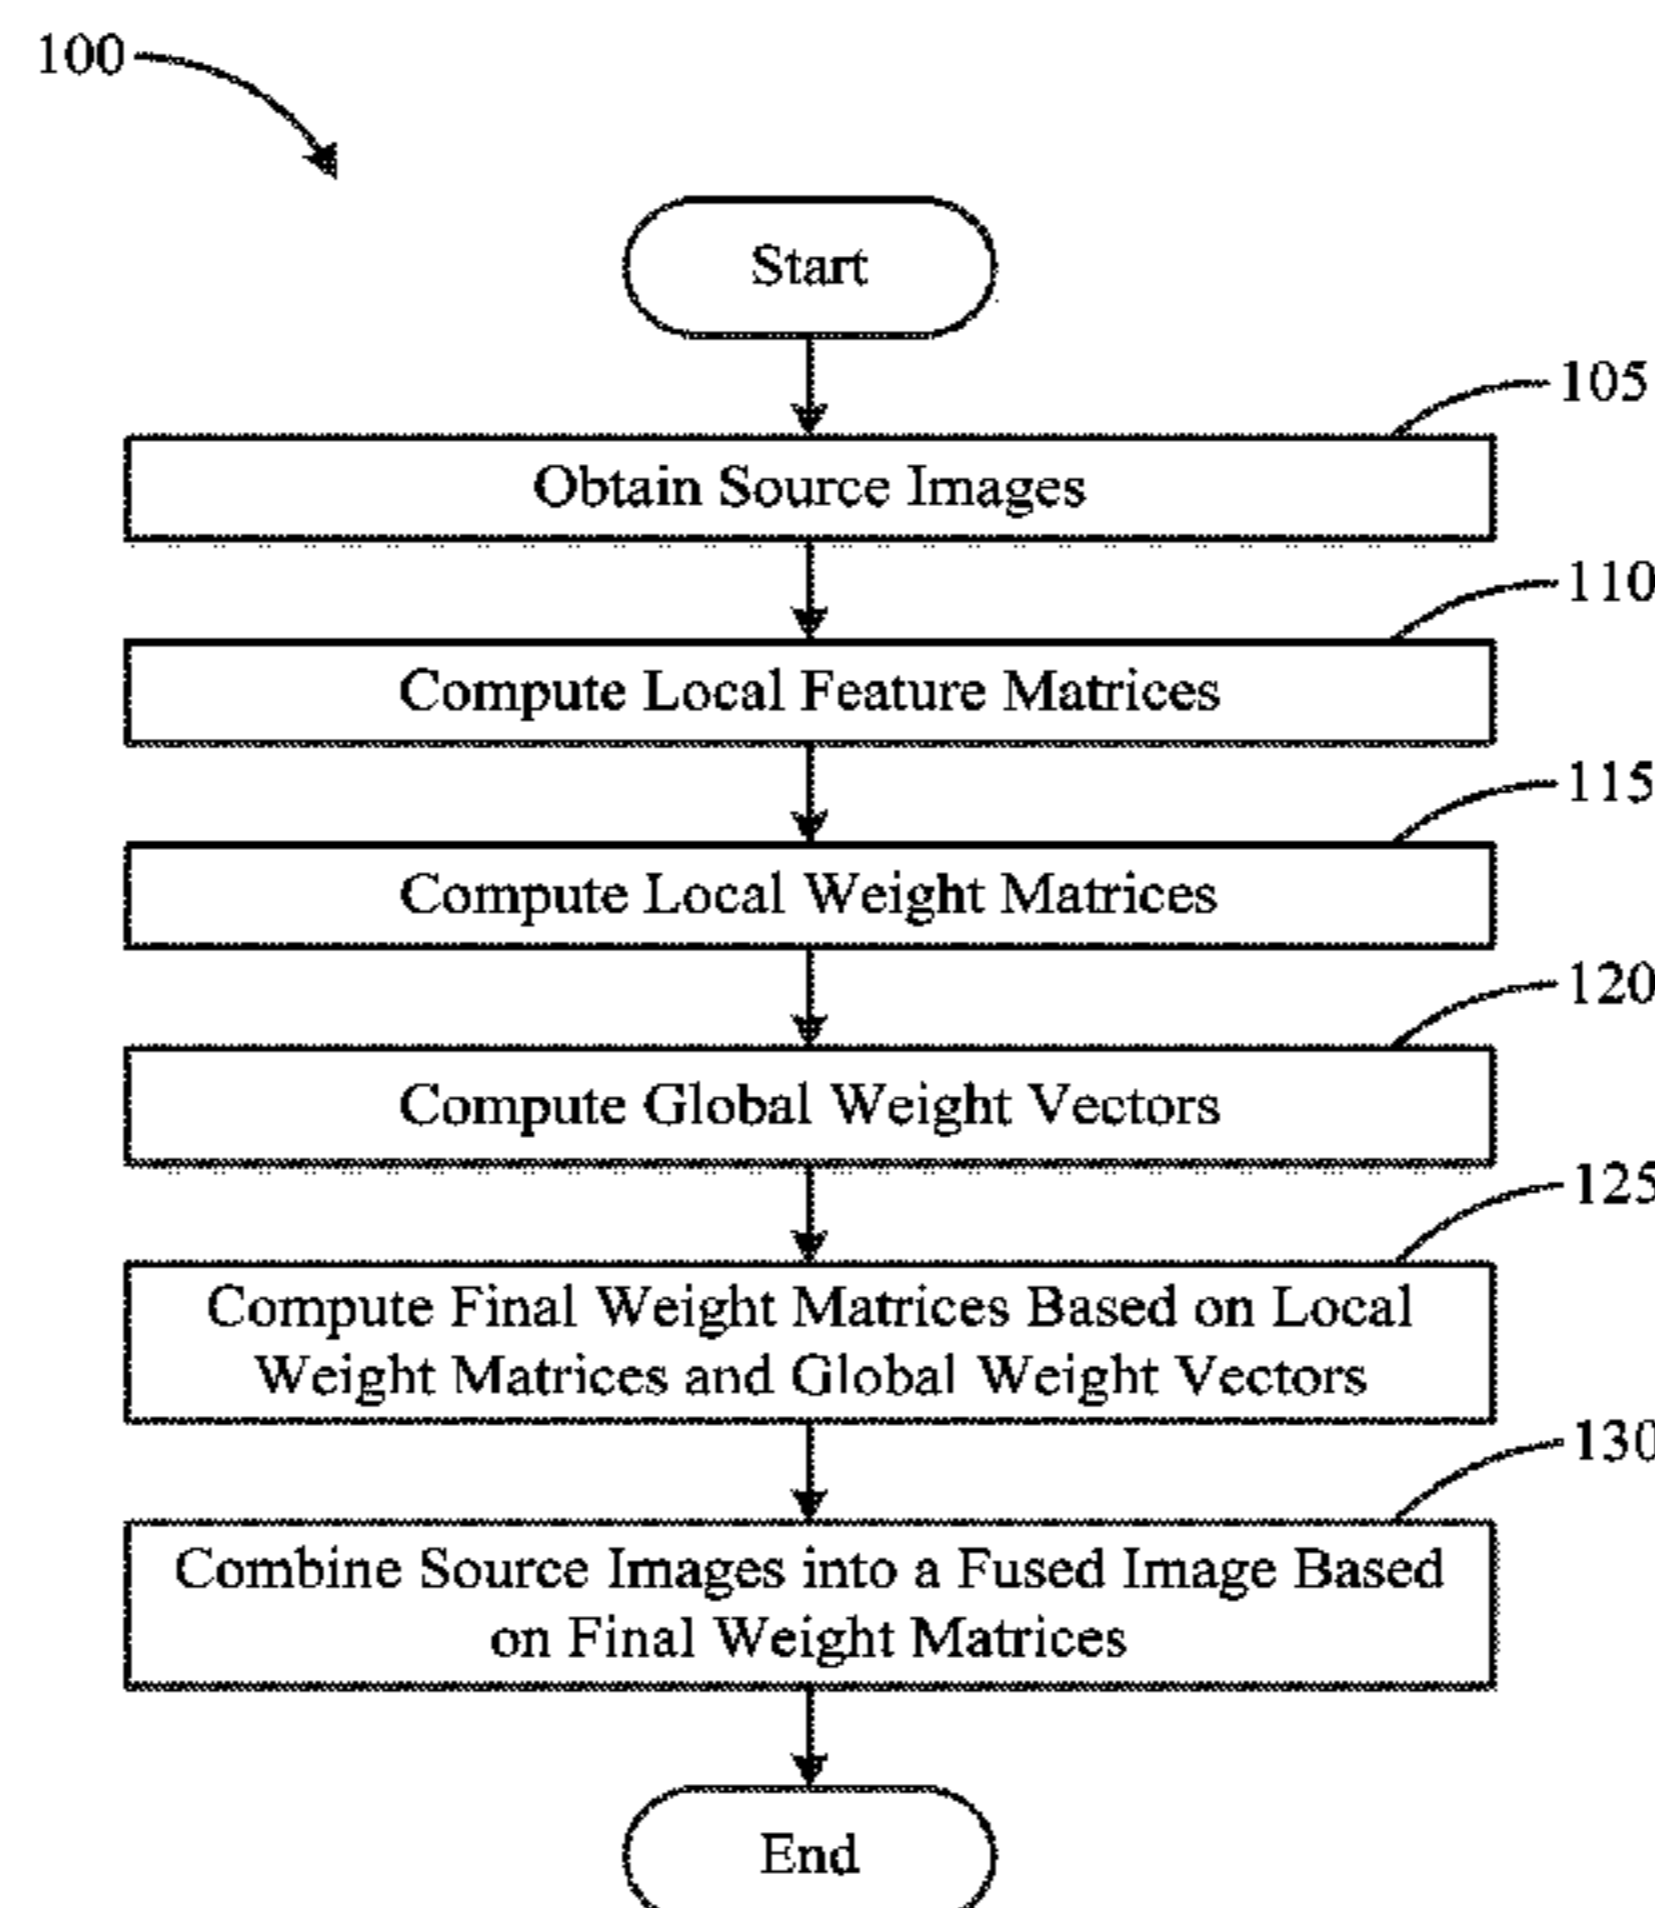 100
Start
105
Obtain Source Images
110
Compute Local Feature Matrices
115
Compute Local Weight Matrices
120
Compute Global Weight Vectors
125
Compute Final Weight Matrices Based on Local
Weight Matrices and Global Weight Vectors
130
Combine Source Images into a Fused Image Based
on Final Weight Matrices
End